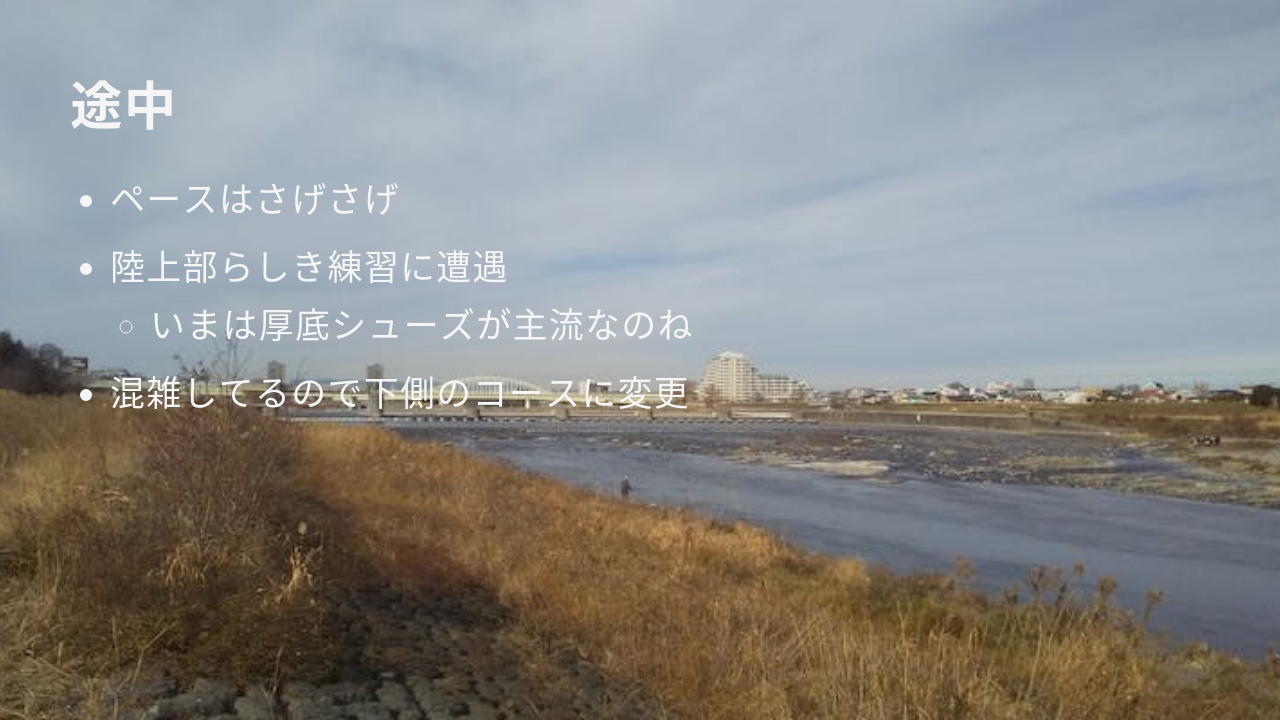 途中
ペースはさげさげ
陸上部らしき練習に遭遇
いまは厚底シューズが主流なのね
混雑してるので下側のコースに変更